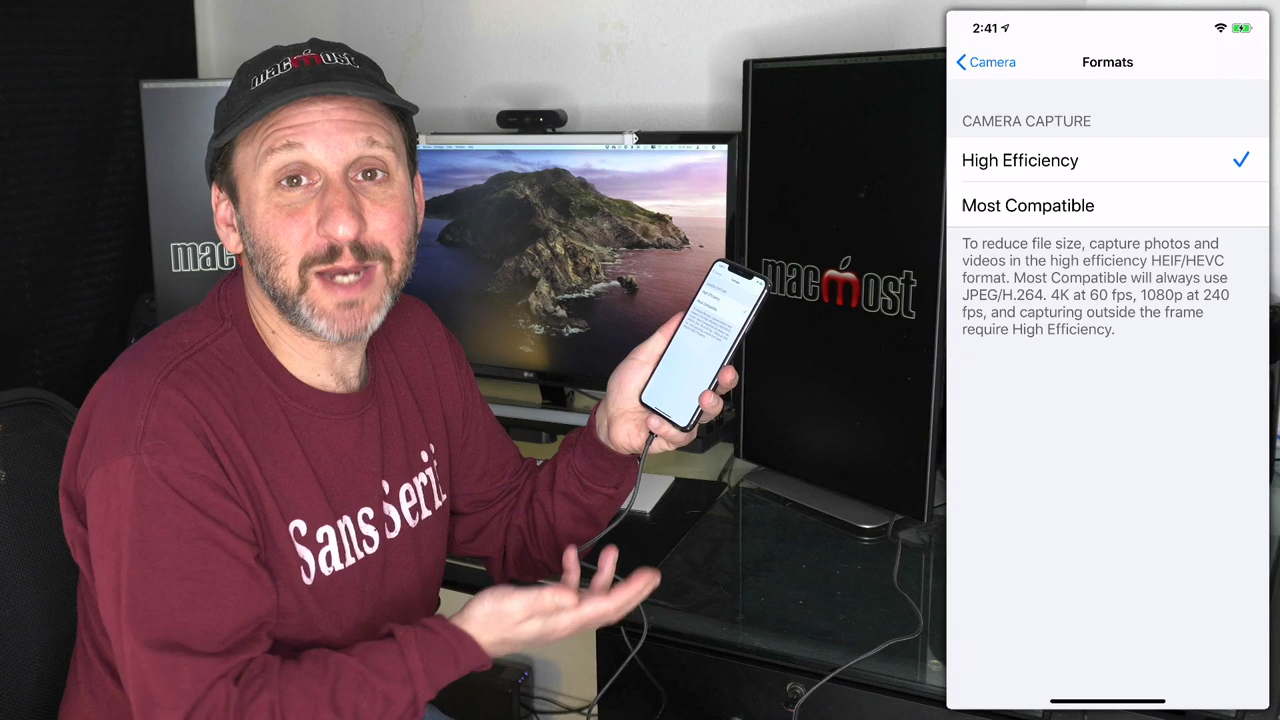 macmost
mac
macmost
Sans Serif
2:41
Camera
Formats
CAMERA CAPTURE
High Efficiency
Most Compatible
To reduce file size, capture photos and
videos in the high efficiency HEIF/HEVC
format. Most Compatible will always use
JPEG/H.264. 4K at 60 fps, 1080p at 240
fps, and capturing outside the frame
require High Efficiency.